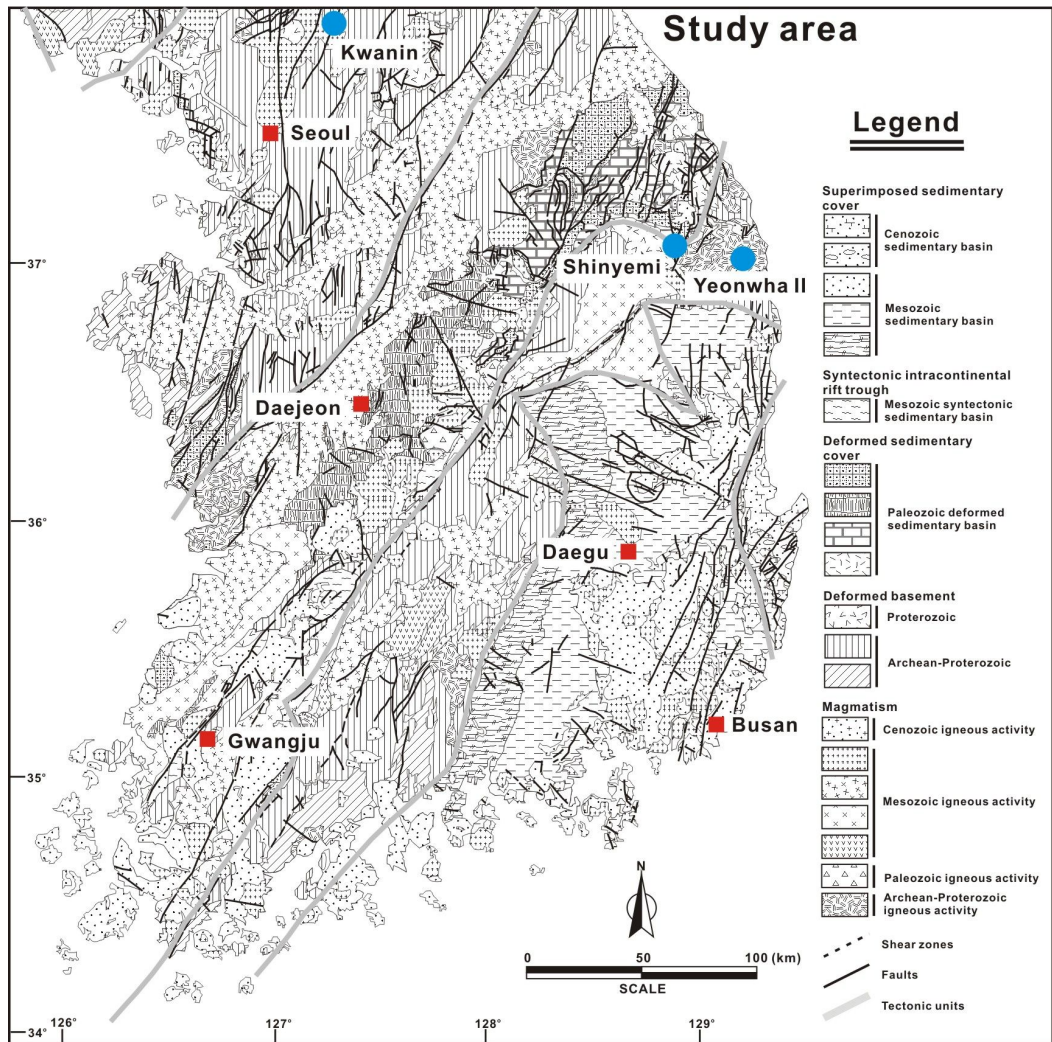 Study area
Kwanin
Seoul
Shinyemi
Yeonwha II
Daejeon
Daegu
Busan
Gwangju
37°
36°
35°
34°
126°
127°
128°
129°
N
0 50 100 (km)
SCALE
Legend
Superimposed sedimentary
cover
Cenozoic
sedimentary basin
Mesozoic
sedimentary basin
Syntectonic intracontinental
rift trough
Mesozoic syntectonic
sedimentary basin
Deformed sedimentary
cover
Paleozoic deformed
sedimentary basin
Deformed basement
Proterozoic
Archean-Proterozoic
Magmatism
Cenozoic igneous activity
Mesozoic igneous activity
Paleozoic igneous activity
Archean-Proterozoic
igneous activity
Shear zones
Faults
Tectonic units